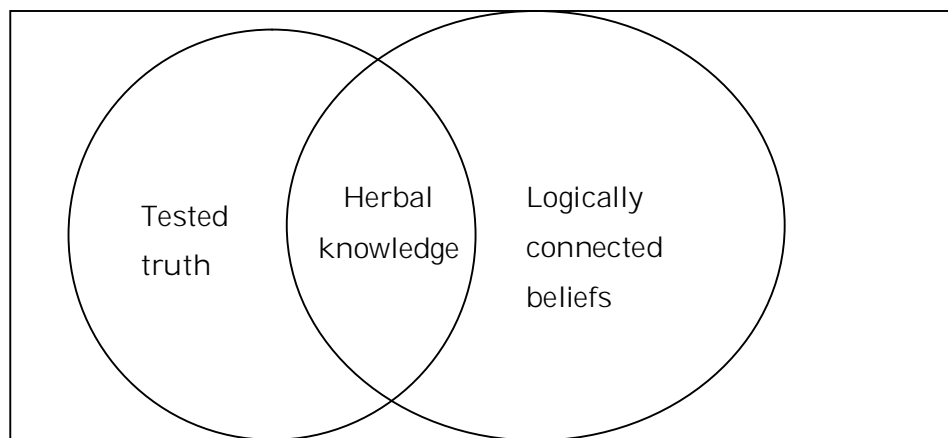 Tested
truth
Herbal
knowledge
Logically
connected
beliefs